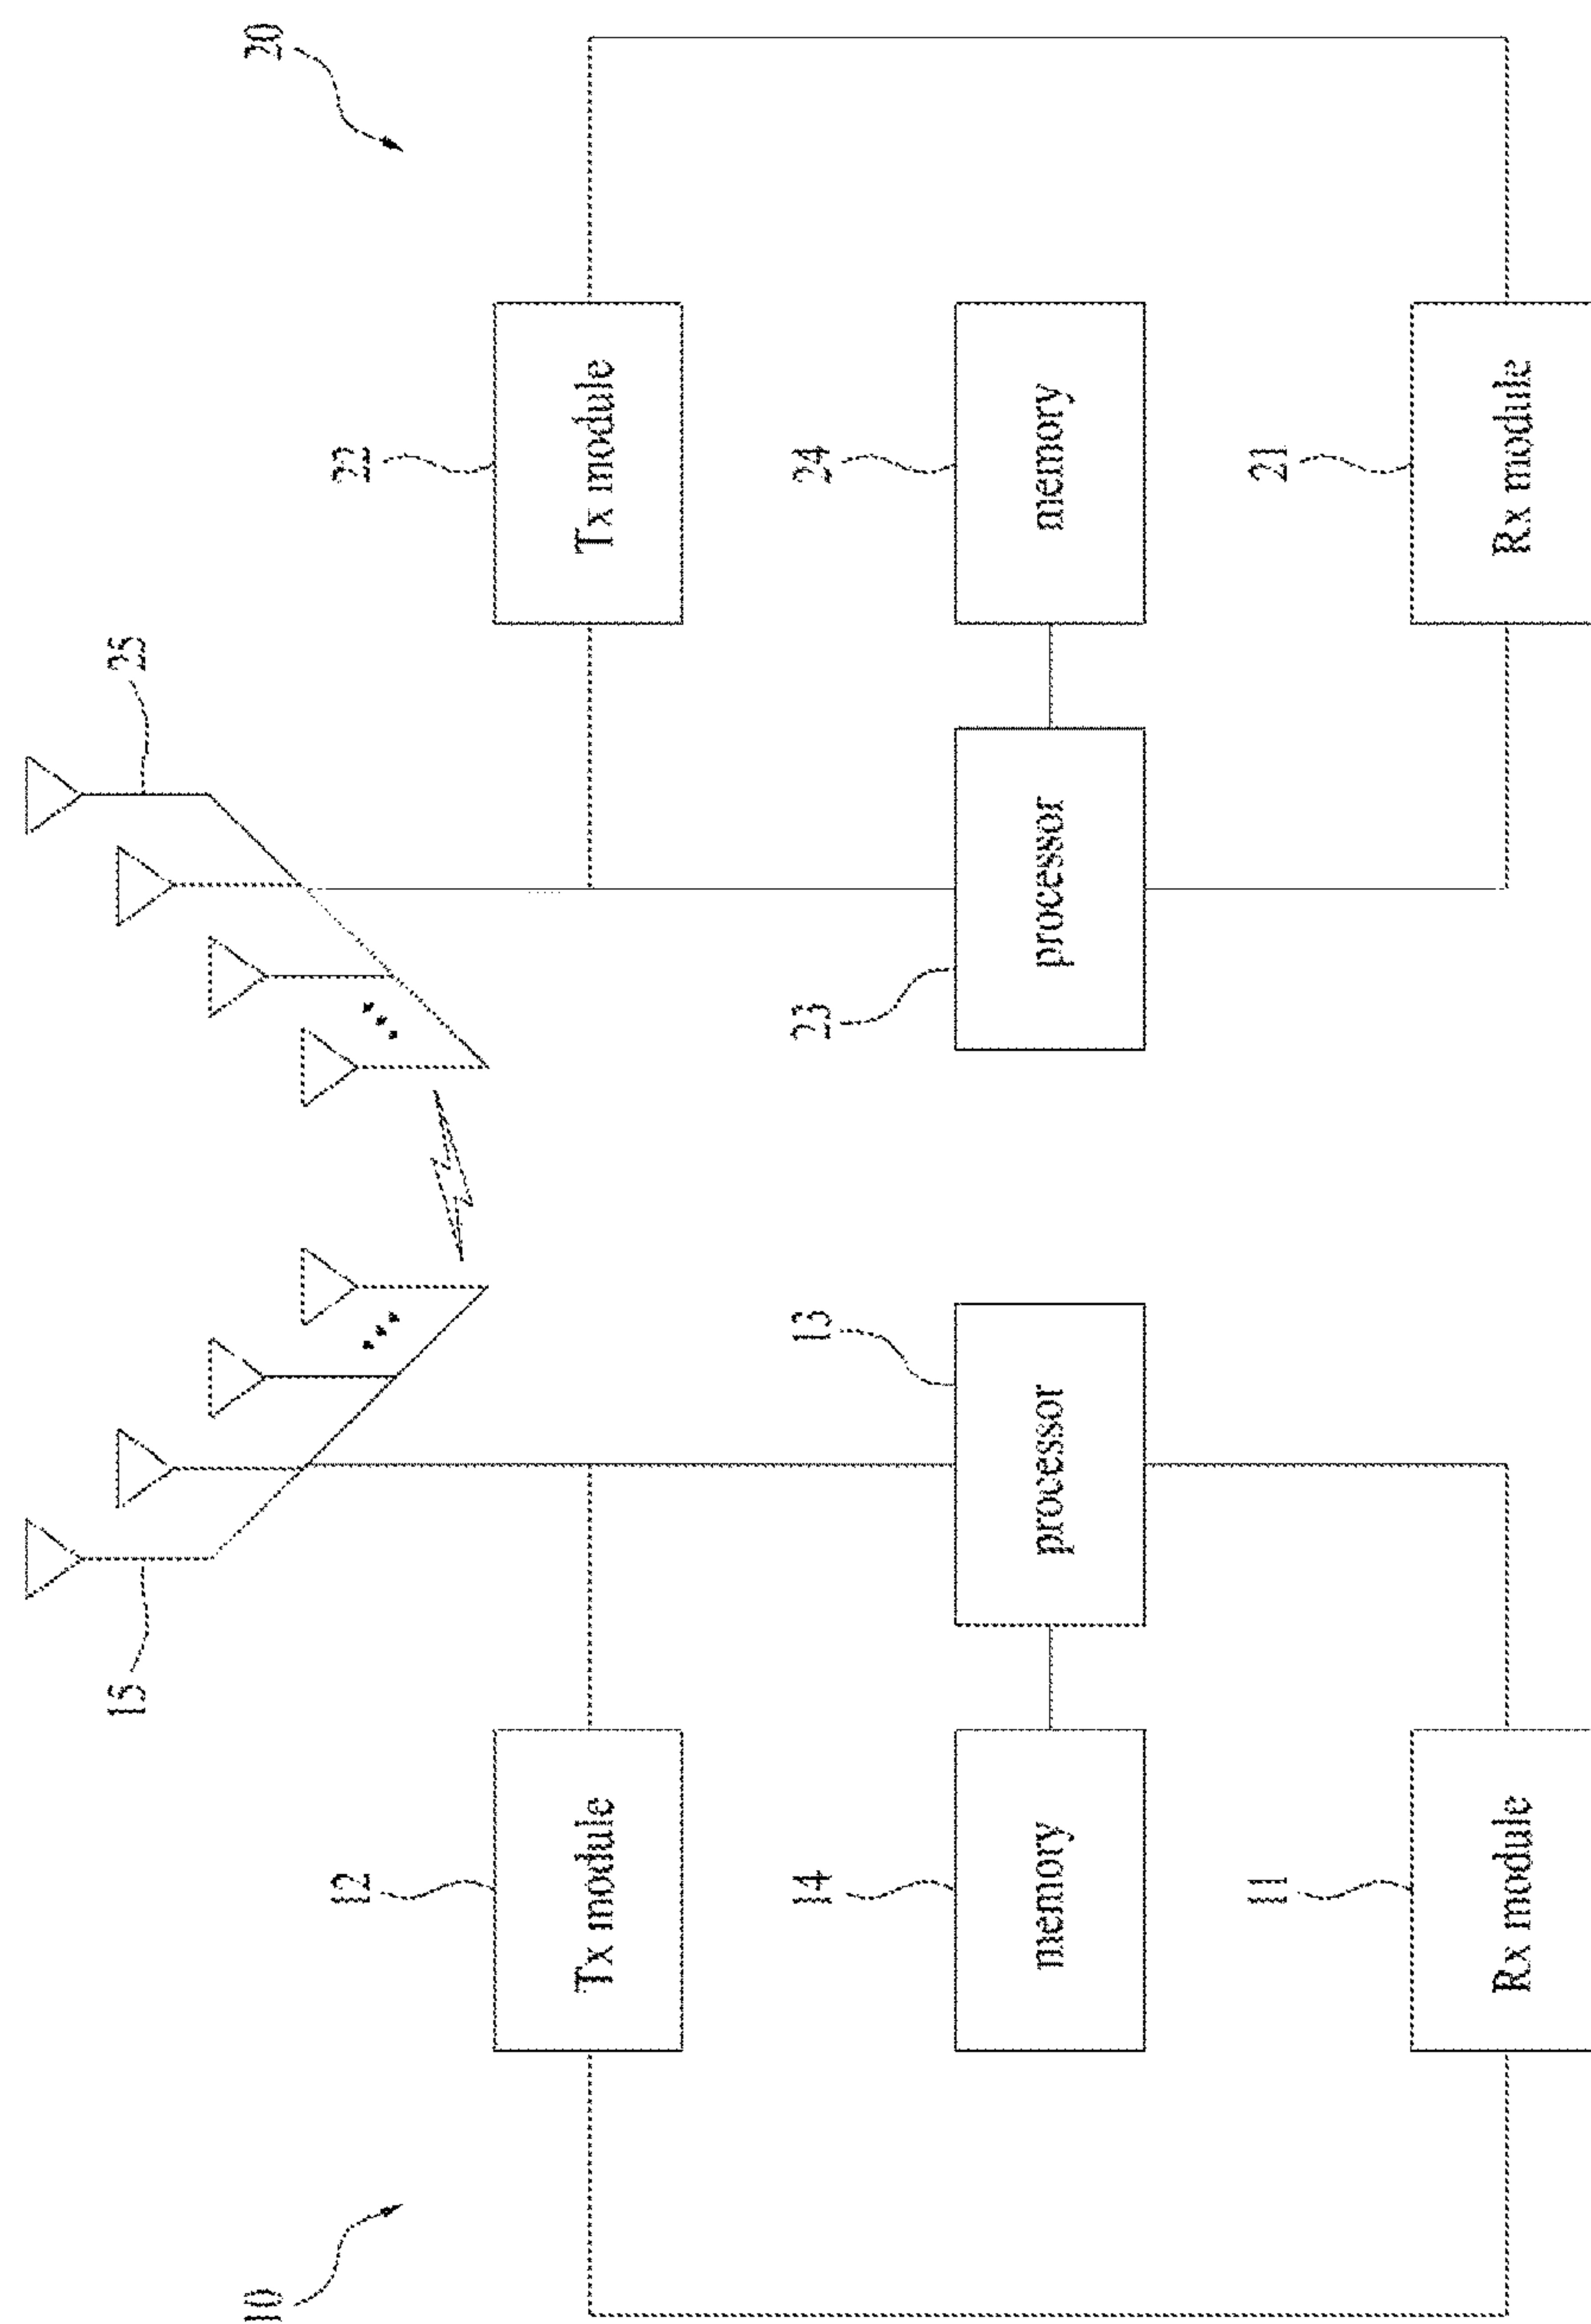 10
20
15
25
12
Tx module
22
Tx module
13
processor
23
processor
14
memory
24
memory
11
Rx module
21
Rx module